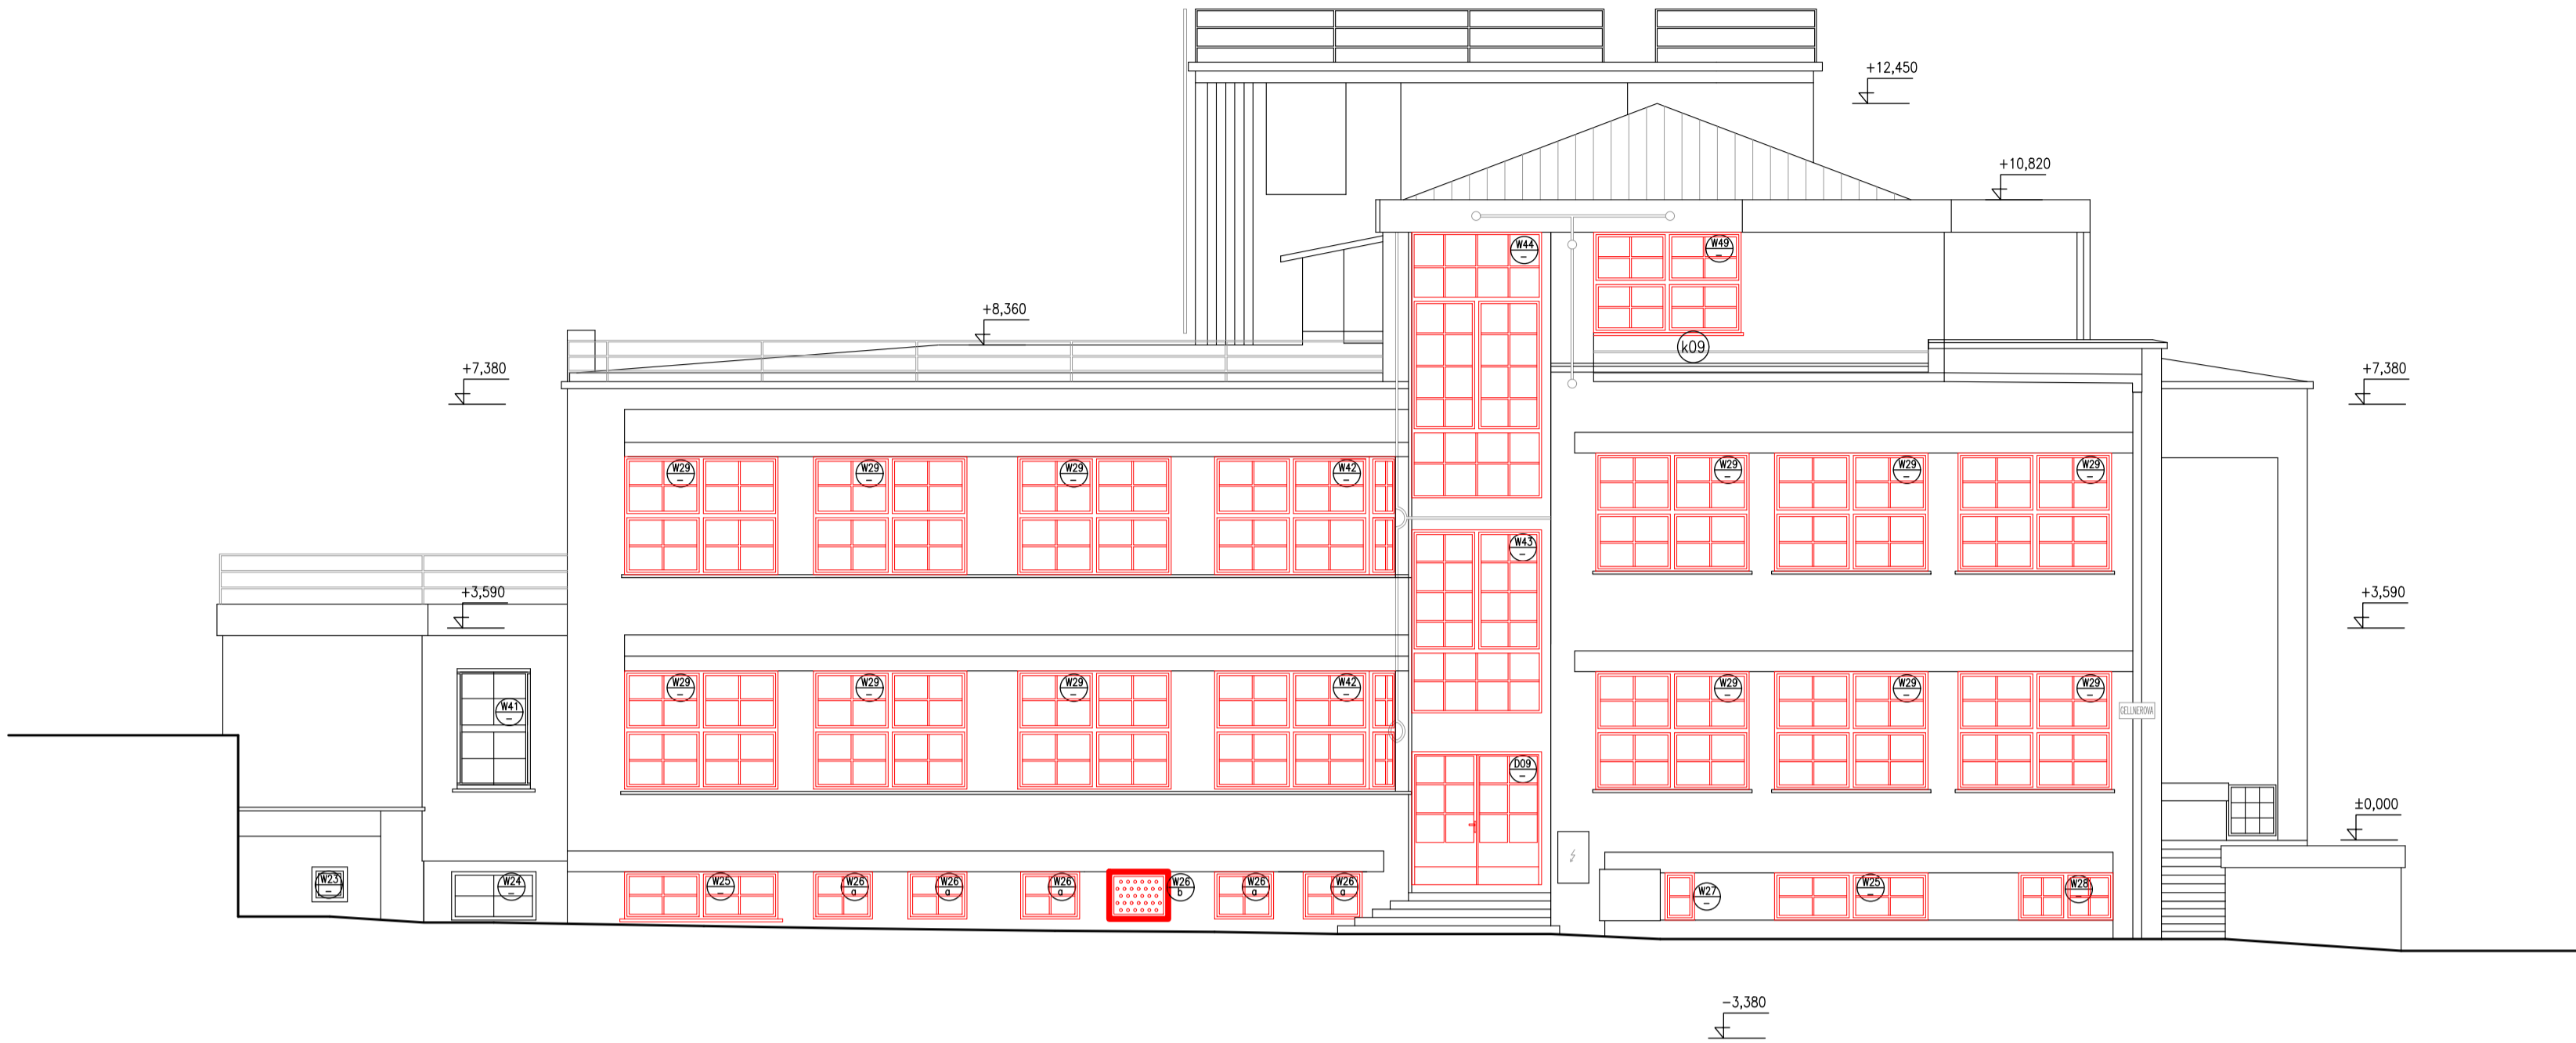 +12,450
+10,820
W44
–
W49
–
+8,360
k09
+7,380
+7,380
W29
–
W29
–
W29
–
W42
–
W29
–
W29
–
W29
–
W43
–
+3,590
+3,590
W29
–
W29
–
W29
–
W42
–
W29
–
W29
–
W29
–
W41
–
GELLNEROVA
D09
–
±0,000
W23
–
W24
–
W25
–
W26
a
W26
a
W26
a
W26
b
W26
a
W26
a
W27
–
W25
–
W28
–
−3,380